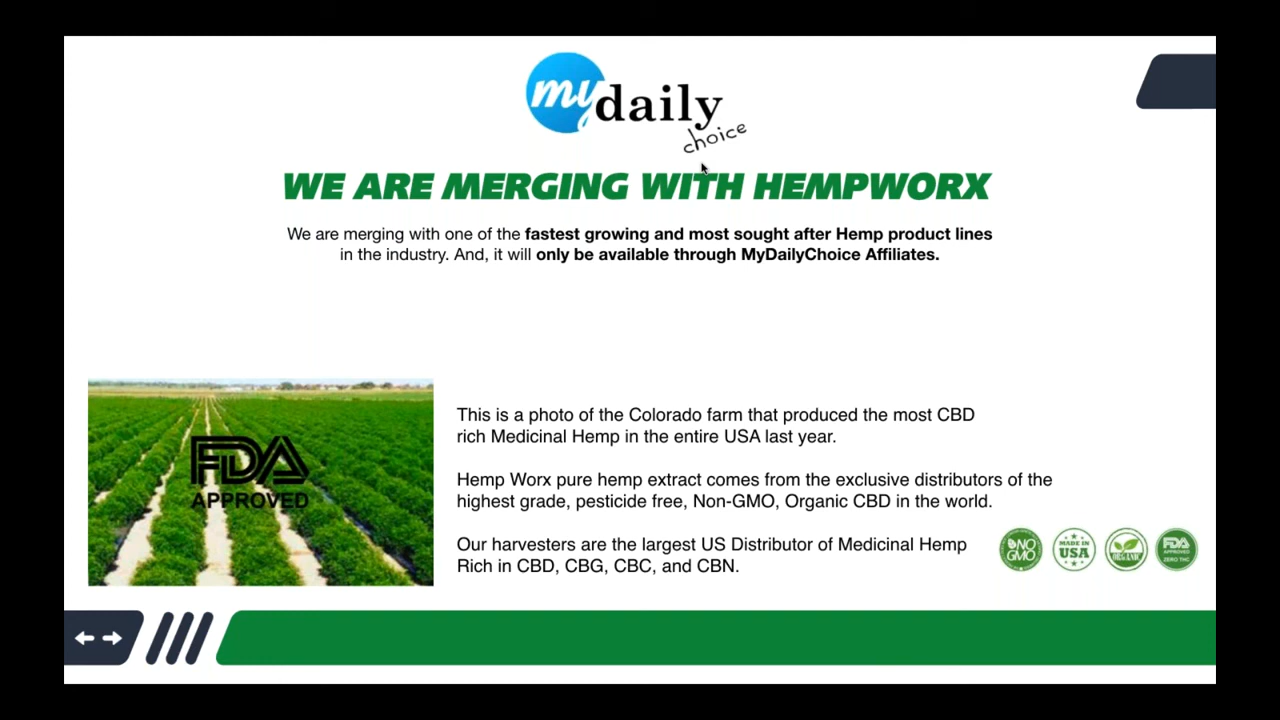 my daily
choice
WE ARE MERGING WITH HEMPWORX
We are merging with one of the fastest growing and most sought after Hemp product lines
in the industry. And, it will only be available through MyDailyChoice Affiliates.
FDA
APPROVED
This is a photo of the Colorado farm that produced the most CBD
rich Medicinal Hemp in the entire USA last year.
Hemp Worx pure hemp extract comes from the exclusive distributors of the
highest grade, pesticide free, Non-GMO, Organic CBD in the world.
Our harvesters are the largest US Distributor of Medicinal Hemp
Rich in CBD, CBG, CBC, and CBN.
NO
GMO
MADE IN
USA
ORGANIC
FDA
APPROVED
ZERO THC